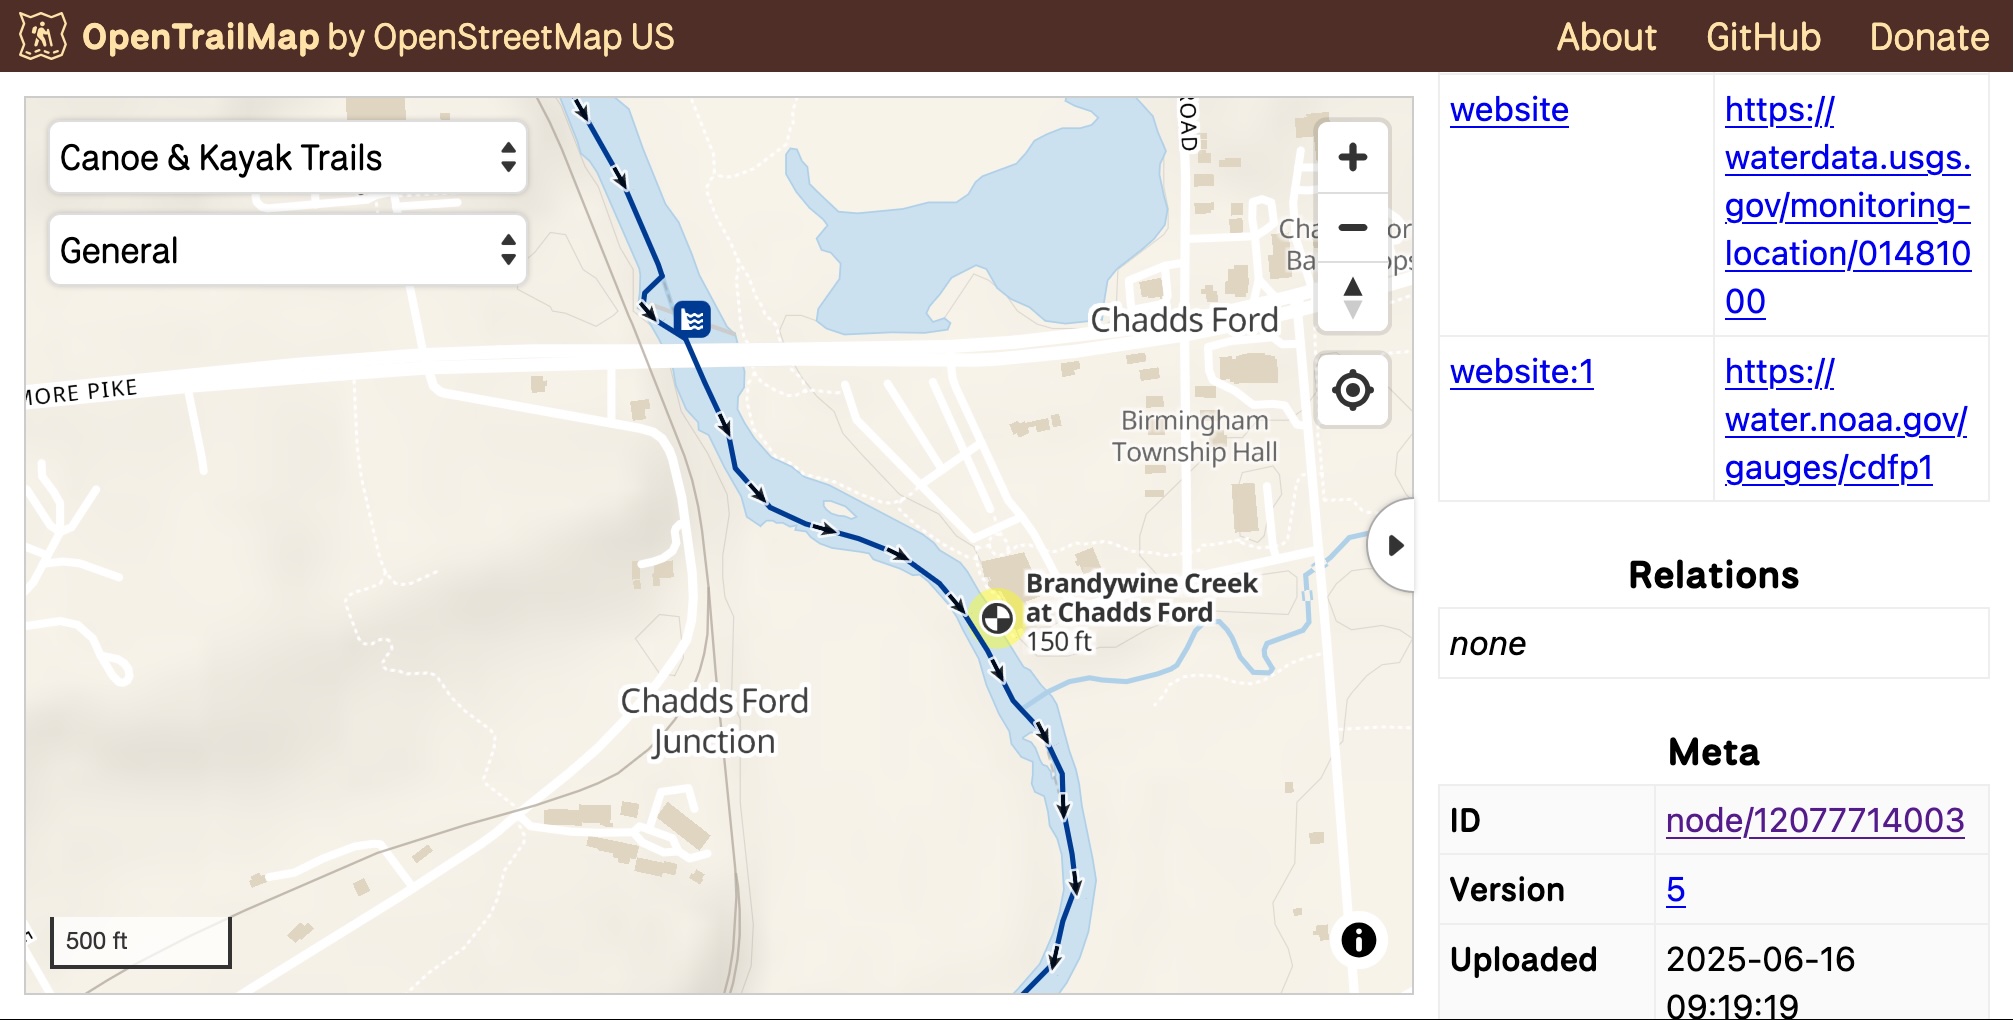 OpenTrailMap by OpenStreetMap US
About
GitHub
Donate
Canoe & Kayak Trails
General
ROAD
Chadds Ford
MORE PIKE
Birmingham
Township Hall
Brandywine Creek
at Chadds Ford
150 ft
Chadds Ford
Junction
500 ft
website
https://
waterdata.usgs.
gov/monitoring-
location/014810
00
website:1
https://
water.noaa.gov/
gauges/cdfp1
Relations
none
Meta
ID
node/12077714003
Version
5
Uploaded
2025-06-16
09:19:19